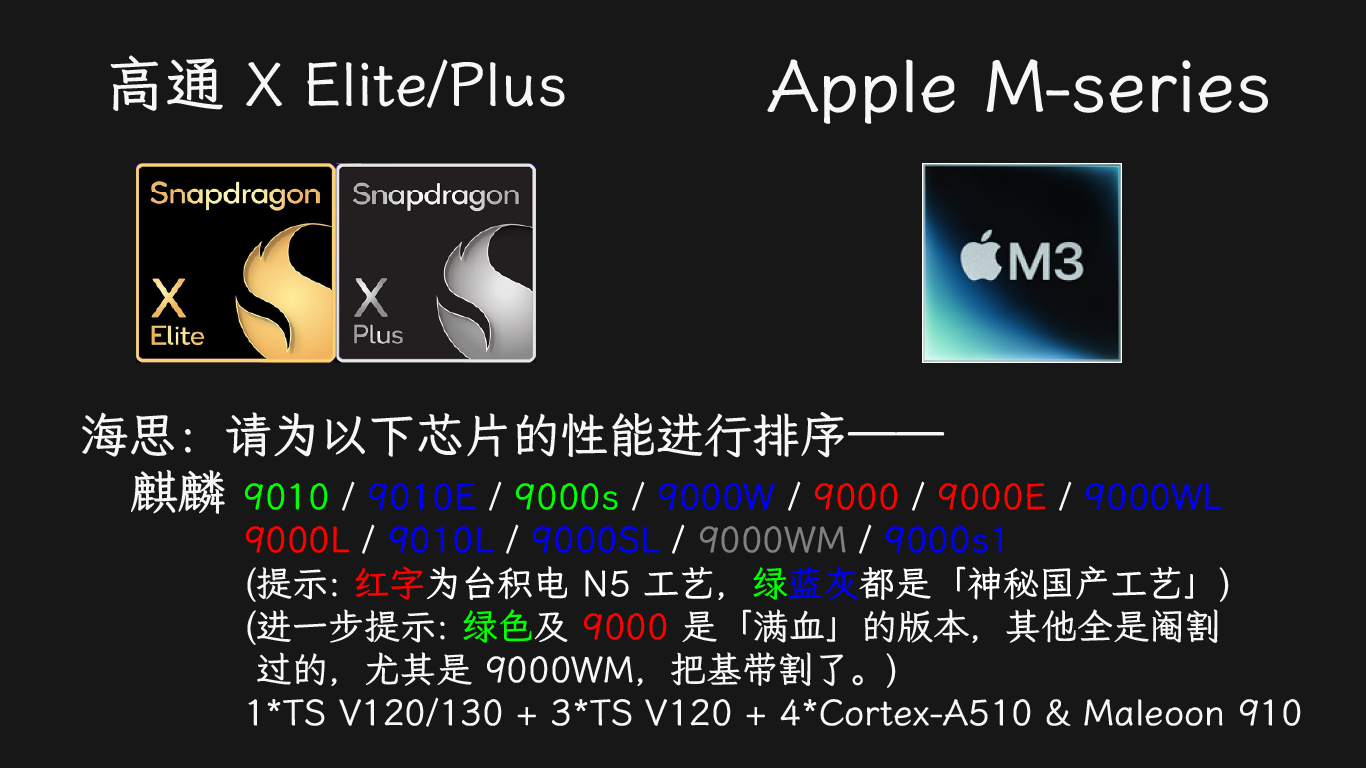 高通 X Elite/Plus
Apple M-series
Snapdragon
X
Elite
Snapdragon
X
Plus
M3
海思：请为以下芯片的性能进行排序——
麒麟 9010 / 9010E / 9000s / 9000W / 9000 / 9000E / 9000WL
9000L / 9010L / 9000SL / 9000WM / 9000s1
(提示: 红字为台积电 N5 工艺，绿蓝灰都是「神秘国产工艺」)
(进一步提示: 绿色及 9000 是「满血」的版本，其他全是阉割
过的，尤其是 9000WM，把基带割了。)
1*TS V120/130 + 3*TS V120 + 4*Cortex-A510 & Maleoon 910